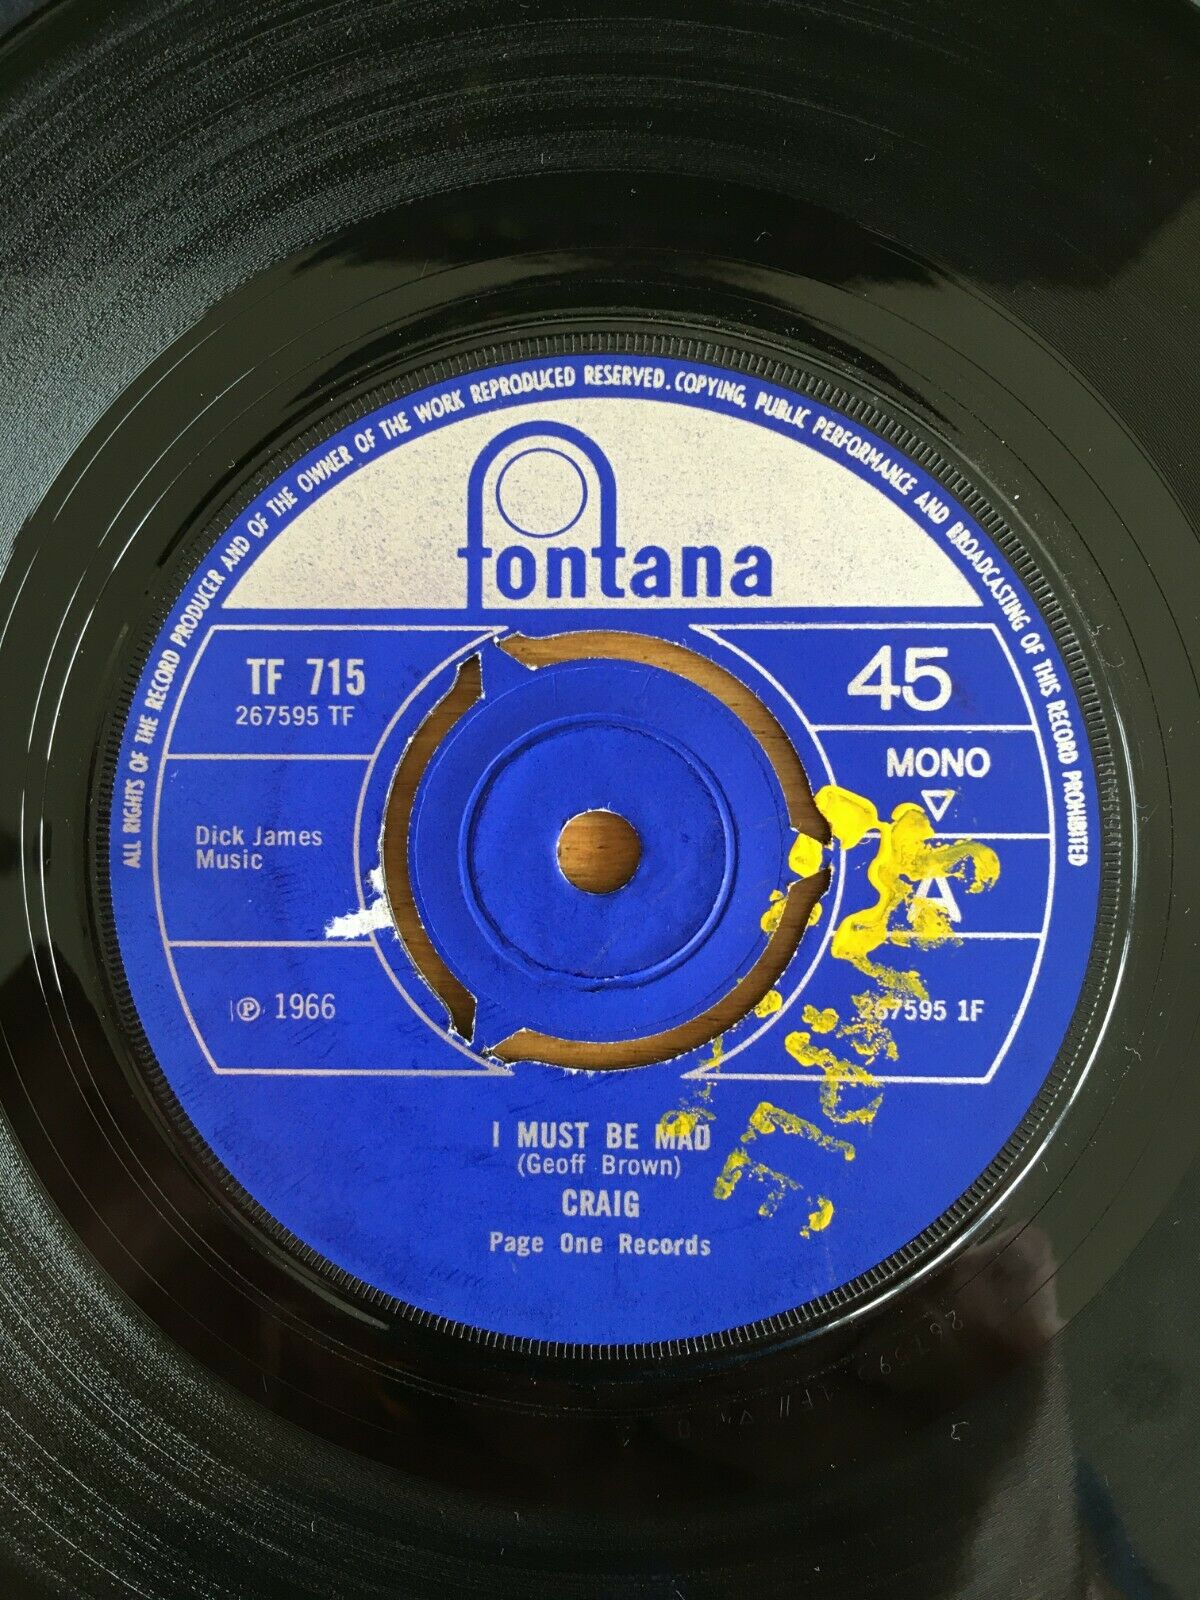 ALL RIGHTS OF THE RECORD PRODUCER AND OF THE OWNER OF THE WORK REPRODUCED RESERVED. COPYING, PUBLIC PERFORMANCE AND BROADCASTING OF THIS RECORD PROHIBITED
fontana
TF 715
267595 TF
45
MONO
Dick James
Music
A
℗ 1966
267595 1F
I MUST BE MAD
(Geoff Brown)
CRAIG
Page One Records